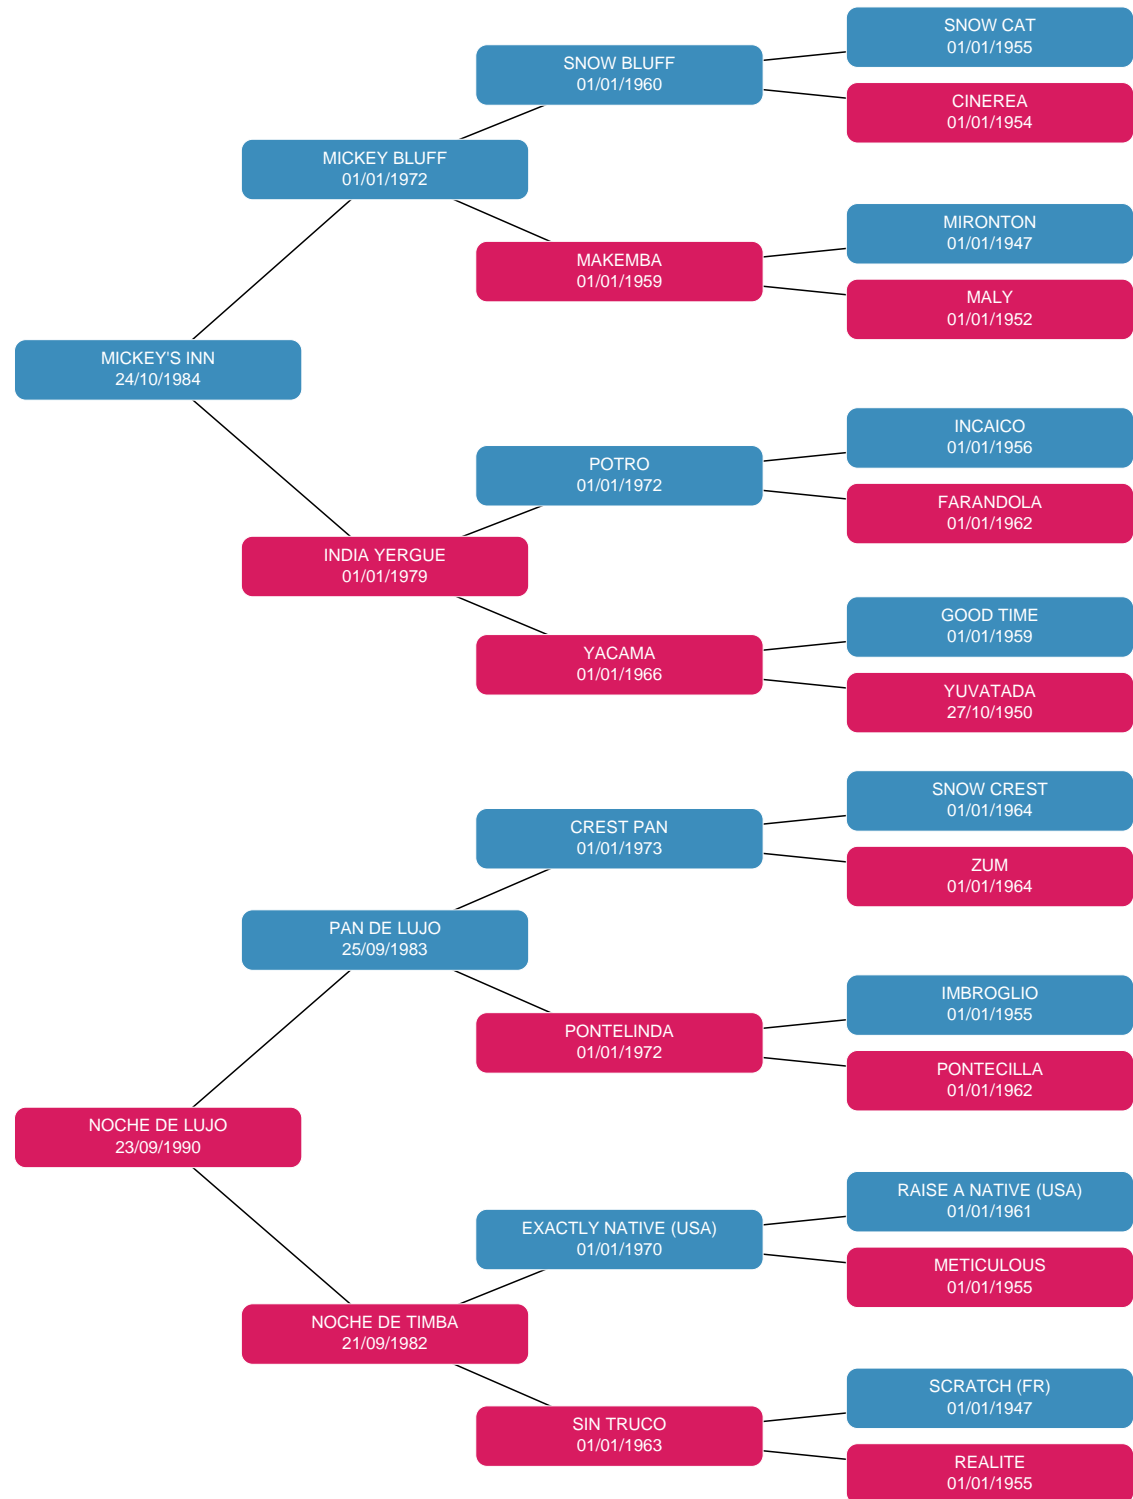 SNOW CAT
01/01/1955
SNOW BLUFF
01/01/1960
CINEREA
01/01/1954
MICKEY BLUFF
01/01/1972
MIRONTON
01/01/1947
MAKEMBA
01/01/1959
MALY
01/01/1952
MICKEY'S INN
24/10/1984
INCAICO
01/01/1956
POTRO
01/01/1972
FARANDOLA
01/01/1962
INDIA YERGUE
01/01/1979
GOOD TIME
01/01/1959
YACAMA
01/01/1966
YUVATADA
27/10/1950
SNOW CREST
01/01/1964
CREST PAN
01/01/1973
ZUM
01/01/1964
PAN DE LUJO
25/09/1983
IMBROGLIO
01/01/1955
PONTELINDA
01/01/1972
PONTECILLA
01/01/1962
NOCHE DE LUJO
23/09/1990
RAISE A NATIVE (USA)
01/01/1961
EXACTLY NATIVE (USA)
01/01/1970
METICULOUS
01/01/1955
NOCHE DE TIMBA
21/09/1982
SCRATCH (FR)
01/01/1947
SIN TRUCO
01/01/1963
REALITE
01/01/1955